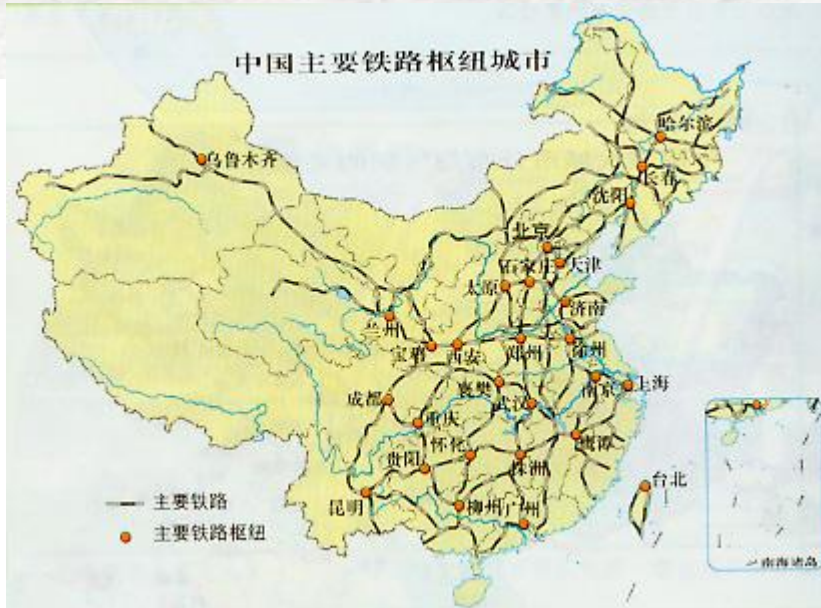 中国主要铁路枢纽城市
哈尔滨
乌鲁木齐
长春
沈阳
北京
天津
石家庄
太原
济南
兰州
宝鸡
西安
郑州
徐州
襄樊
南京
上海
成都
武汉
重庆
鹰潭
怀化
贵阳
株洲
台北
昆明
柳州
广州
主要铁路
主要铁路枢纽
南海诸岛